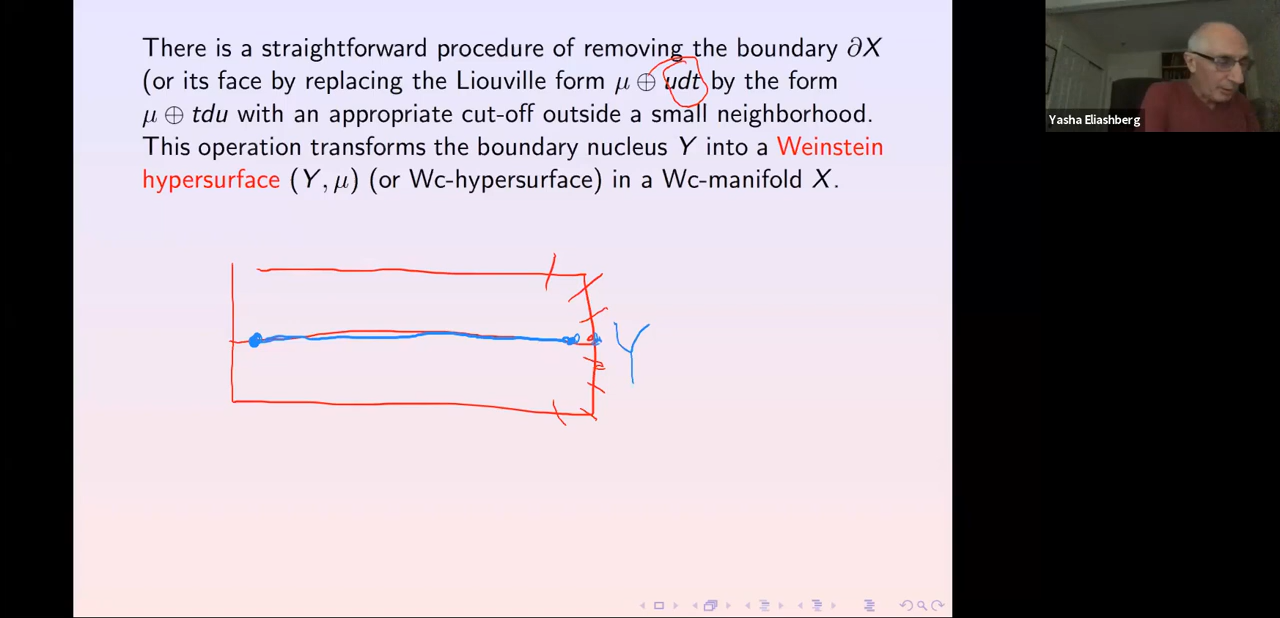 There is a straightforward procedure of removing the boundary ∂X
(or its face by replacing the Liouville form μ ⊕ udt by the form
μ ⊕ tdu with an appropriate cut-off outside a small neighborhood.
This operation transforms the boundary nucleus Y into a Weinstein
hypersurface (Y, μ) (or Wc-hypersurface) in a Wc-manifold X.
Y
Yasha Eliashberg